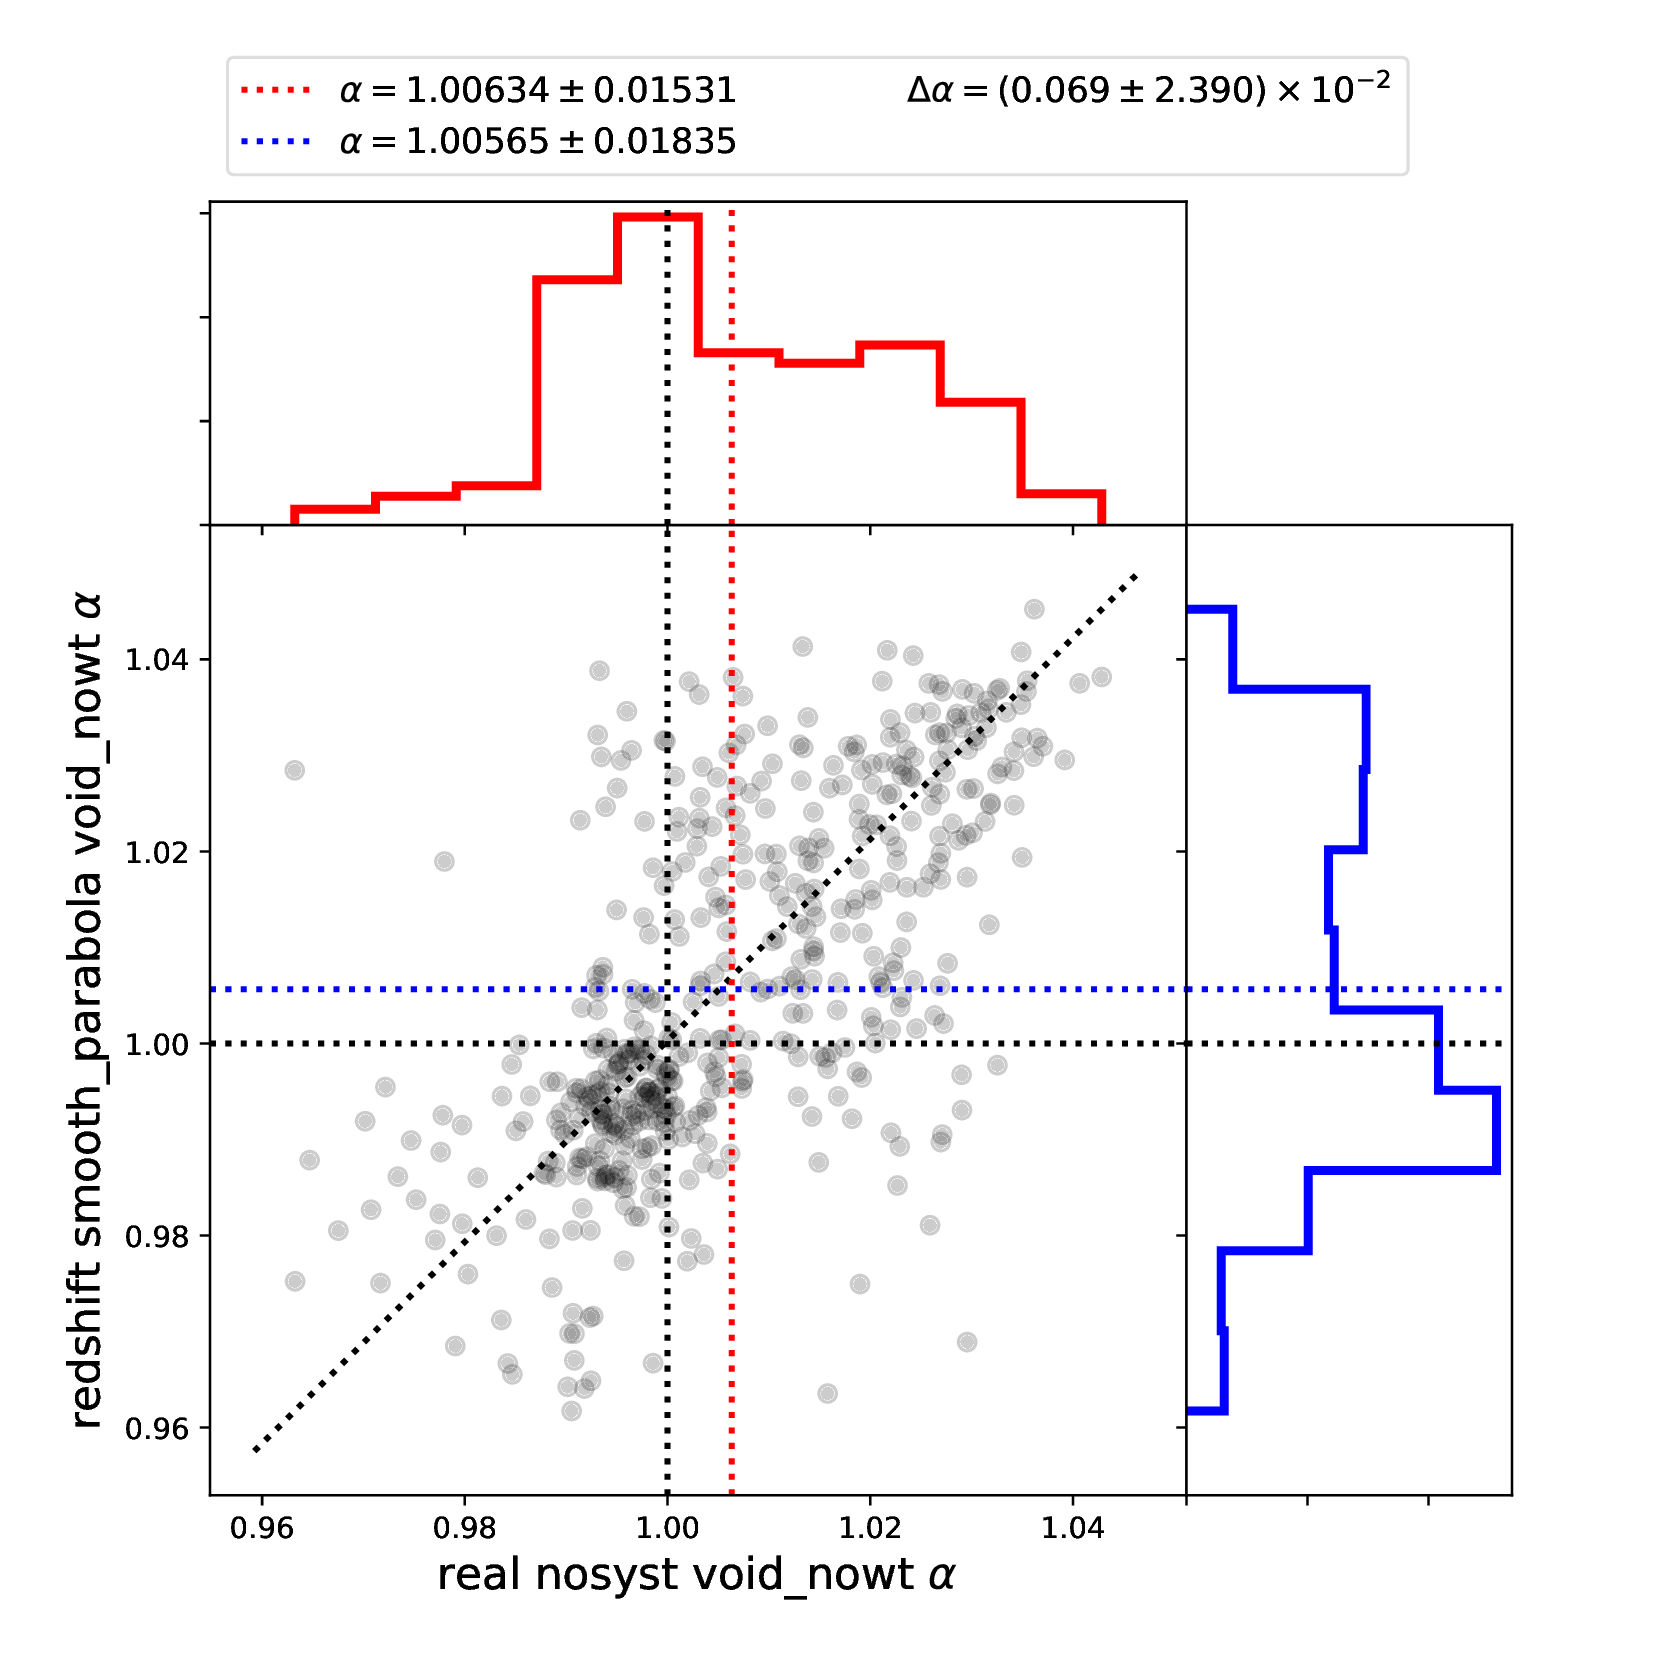 α = 1.00634 ± 0.01531
Δα = (0.069 ± 2.390) × 10⁻²
α = 1.00565 ± 0.01835
redshift smooth_parabola void_nowt α
1.04
1.02
1.00
0.98
0.96
0.96 0.98 1.00 1.02 1.04
real nosyst void_nowt α